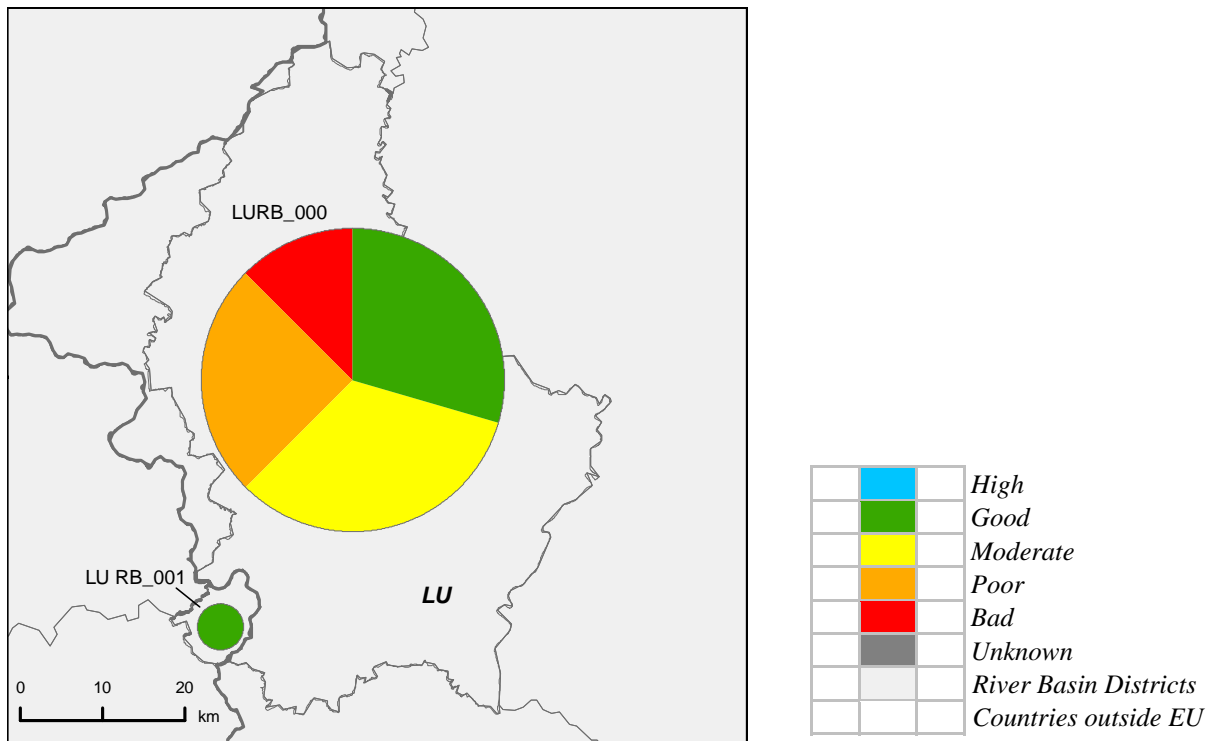 LURB_000
LU RB_001
LU
0 10 20
km
High
Good
Moderate
Poor
Bad
Unknown
River Basin Districts
Countries outside EU